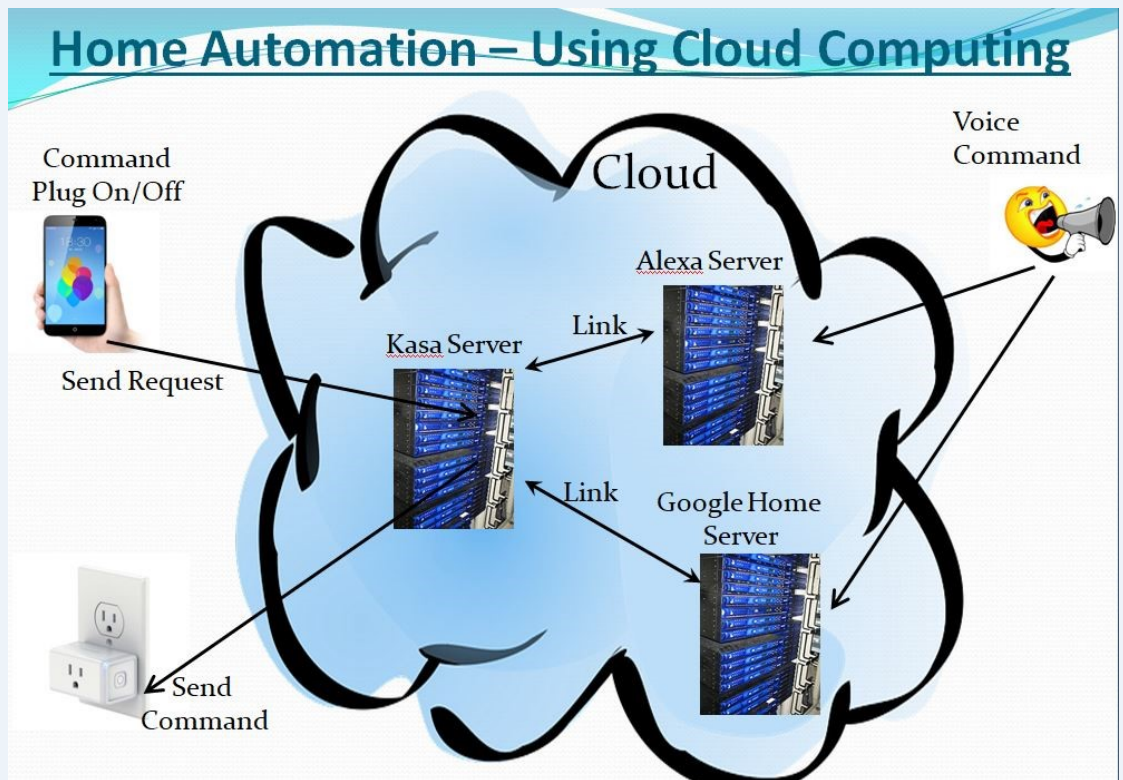 Home Automation – Using Cloud Computing
Voice
Command
Command
Plug On/Off
Cloud
Alexa Server
Link
Kasa Server
Send Request
Link
Google Home
Server
Send
Command